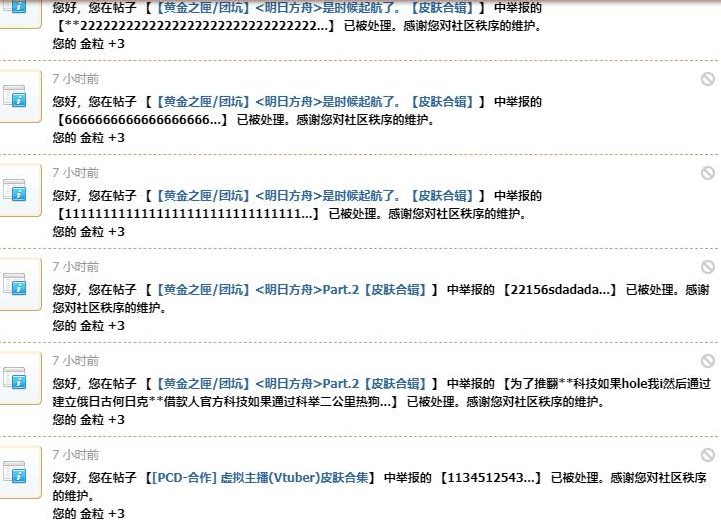 您好，您在帖子 【【黄金之匣/团坑】<明日方舟>是时候起航了。【皮肤合辑】】 中举报的
【**22222222222222222222222222222222...】 已被处理。感谢您对社区秩序的维护。
您的 金粒 +3
7 小时前
您好，您在帖子 【【黄金之匣/团坑】<明日方舟>是时候起航了。【皮肤合辑】】 中举报的
【6666666666666666666...】 已被处理。感谢您对社区秩序的维护。
您的 金粒 +3
7 小时前
您好，您在帖子 【【黄金之匣/团坑】<明日方舟>是时候起航了。【皮肤合辑】】 中举报的
【1111111111111111111111111111111...】 已被处理。感谢您对社区秩序的维护。
您的 金粒 +3
7 小时前
您好，您在帖子 【【黄金之匣/团坑】<明日方舟>Part.2【皮肤合辑】】 中举报的 【22156sdadada...】 已被处理。感谢
您对社区秩序的维护。
您的 金粒 +3
7 小时前
您好，您在帖子 【【黄金之匣/团坑】<明日方舟>Part.2【皮肤合辑】】 中举报的 【为了推翻**科技如果hole我i然后通过
建立俄日古何日克**借款人官方科技如果通过科举二公里热狗...】 已被处理。感谢您对社区秩序的维护。
您的 金粒 +3
7 小时前
您好，您在帖子 【[PCD-合作] 虚拟主播(Vtuber)皮肤合集】 中举报的 【1134512543...】 已被处理。感谢您对社区秩序
的维护。
您的 金粒 +3